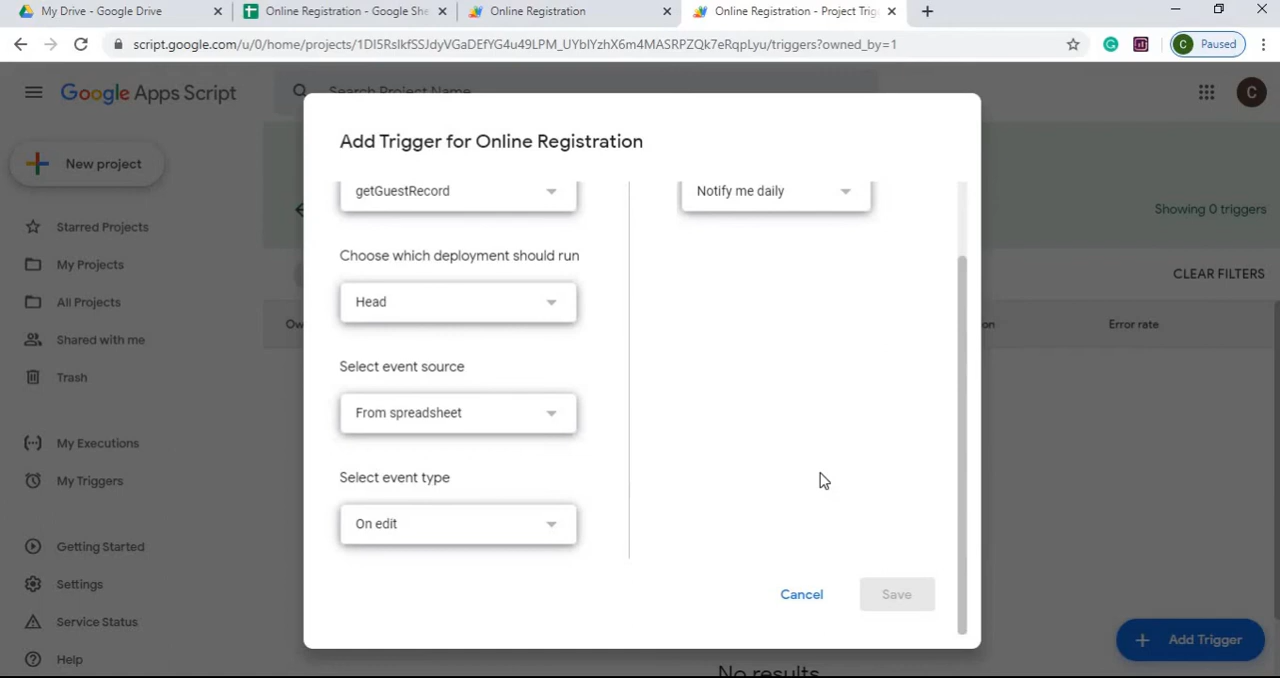 My Drive - Google Drive
Online Registration - Google She
Online Registration
Online Registration - Project Trig
script.google.com/u/0/home/projects/1DI5RsIkfSSJdyVGaDEfYG4u49LPM_UYbIYzhX6m4MASRPZQk7eRqpLyu/triggers?owned_by=1
C Paused
Google Apps Script
Search Project Name
C
New project
Starred Projects
My Projects
All Projects
Shared with me
Trash
My Executions
My Triggers
Getting Started
Settings
Service Status
Help
Add Trigger for Online Registration
getGuestRecord
Notify me daily
Choose which deployment should run
Head
Select event source
From spreadsheet
Select event type
On edit
Cancel
Save
Showing 0 triggers
CLEAR FILTERS
Ow
on
Error rate
Add Trigger
No results